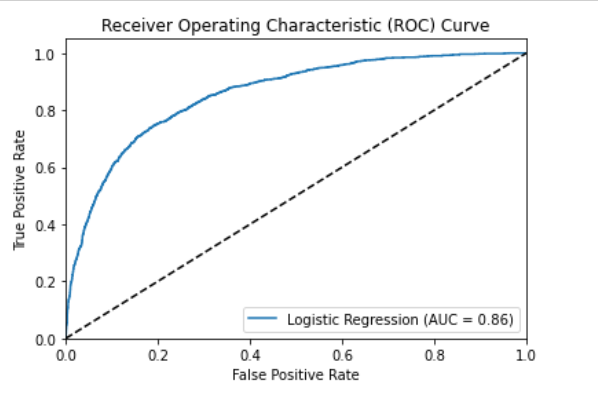 Receiver Operating Characteristic (ROC) Curve
1.0
0.8
0.6
0.4
0.2
0.0
True Positive Rate
Logistic Regression (AUC = 0.86)
0.0 0.2 0.4 0.6 0.8 1.0
False Positive Rate